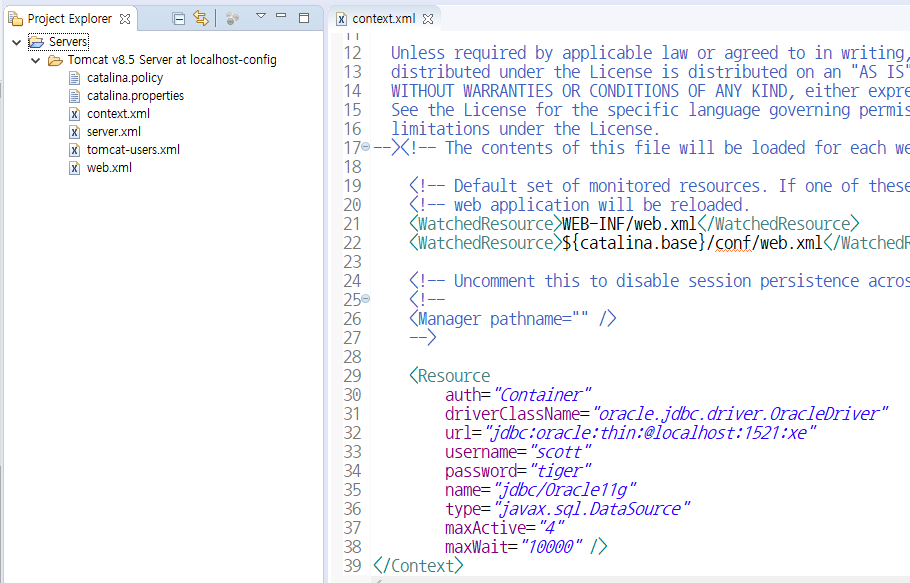 Project Explorer
Servers
Tomcat v8.5 Server at localhost-config
catalina.policy
catalina.properties
context.xml
server.xml
tomcat-users.xml
web.xml
context.xml
11
12 Unless required by applicable law or agreed to in writing,
13 distributed under the License is distributed on an "AS IS"
14 WITHOUT WARRANTIES OR CONDITIONS OF ANY KIND, either expre
15 See the License for the specific language governing permis
16 limitations under the License.
17 --><!-- The contents of this file will be loaded for each we
18
19 <!-- Default set of monitored resources. If one of these
20 <!-- web application will be reloaded.
21 <WatchedResource>WEB-INF/web.xml</WatchedResource>
22 <WatchedResource>${catalina.base}/conf/web.xml</WatchedR
23
24 <!-- Uncomment this to disable session persistence acros
25 <!--
26 <Manager pathname="" />
27 -->
28
29 <Resource
30 auth="Container"
31 driverClassName="oracle.jdbc.driver.OracleDriver"
32 url="jdbc:oracle:thin:@localhost:1521:xe"
33 username="scott"
34 password="tiger"
35 name="jdbc/Oracle11g"
36 type="javax.sql.DataSource"
37 maxActive="4"
38 maxWait="10000" />
39 </Context>